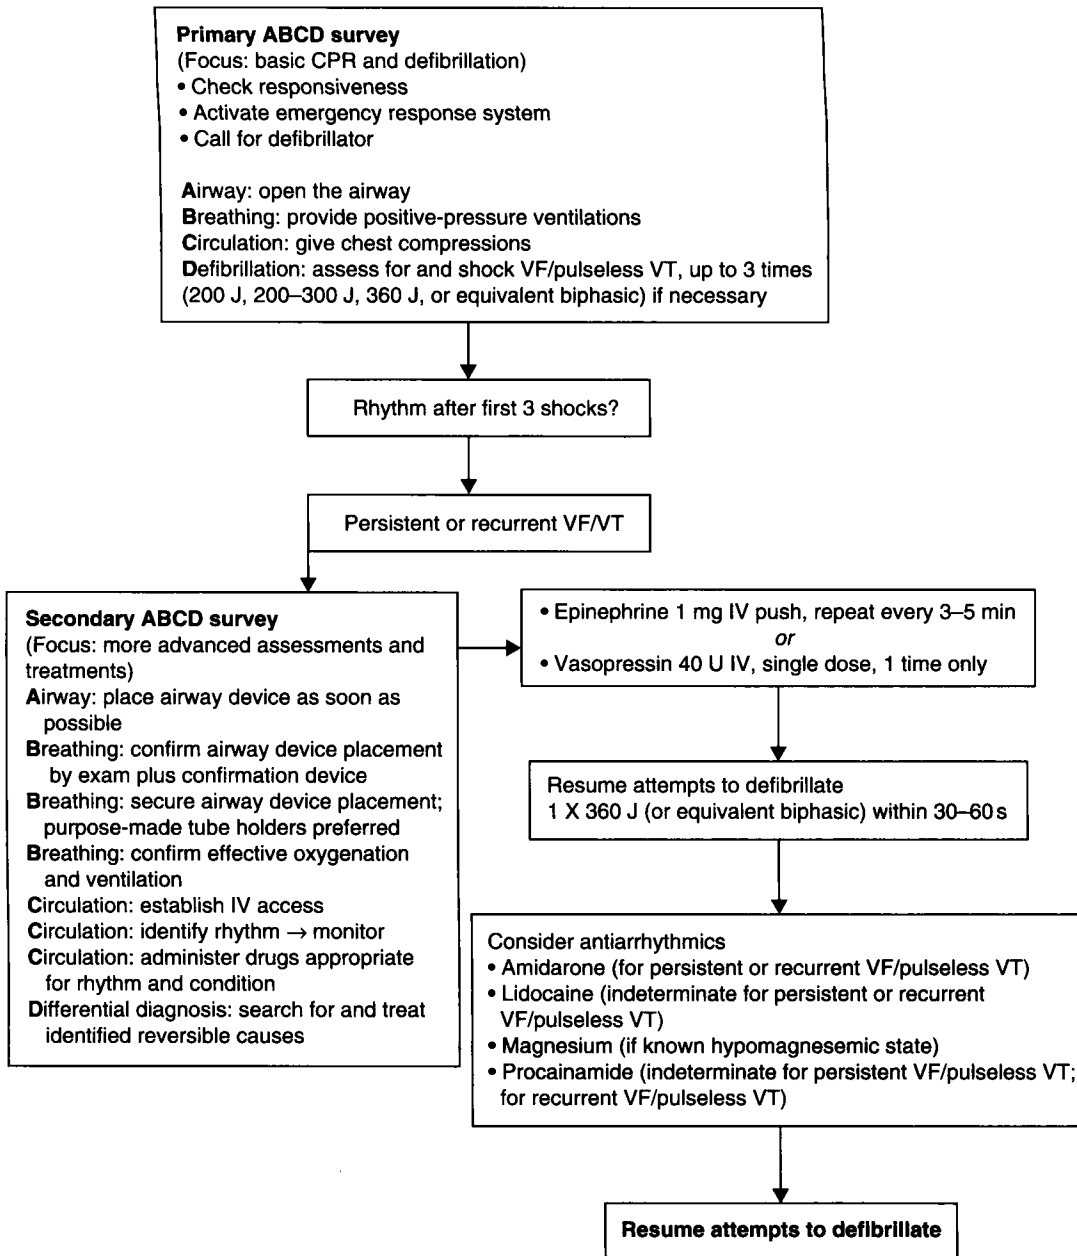 Primary ABCD survey
(Focus: basic CPR and defibrillation)
• Check responsiveness
• Activate emergency response system
• Call for defibrillator
Airway: open the airway
Breathing: provide positive-pressure ventilations
Circulation: give chest compressions
Defibrillation: assess for and shock VF/pulseless VT, up to 3 times
(200 J, 200–300 J, 360 J, or equivalent biphasic) if necessary
Rhythm after first 3 shocks?
Persistent or recurrent VF/VT
Secondary ABCD survey
(Focus: more advanced assessments and
treatments)
Airway: place airway device as soon as
possible
Breathing: confirm airway device placement
by exam plus confirmation device
Breathing: secure airway device placement;
purpose-made tube holders preferred
Breathing: confirm effective oxygenation
and ventilation
Circulation: establish IV access
Circulation: identify rhythm → monitor
Circulation: administer drugs appropriate
for rhythm and condition
Differential diagnosis: search for and treat
identified reversible causes
• Epinephrine 1 mg IV push, repeat every 3–5 min
or
• Vasopressin 40 U IV, single dose, 1 time only
Resume attempts to defibrillate
1 X 360 J (or equivalent biphasic) within 30–60 s
Consider antiarrhythmics
• Amidarone (for persistent or recurrent VF/pulseless VT)
• Lidocaine (indeterminate for persistent or recurrent
VF/pulseless VT)
• Magnesium (if known hypomagnesemic state)
• Procainamide (indeterminate for persistent VF/pulseless VT;
for recurrent VF/pulseless VT)
Resume attempts to defibrillate